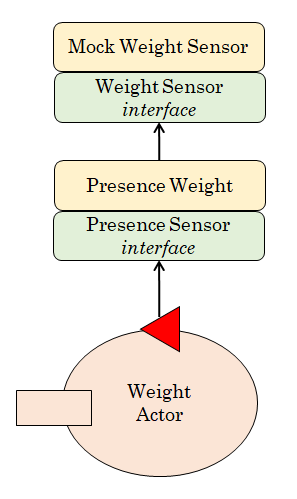 Mock Weight Sensor
Weight Sensor
interface
Presence Weight
Presence Sensor
interface
Weight
Actor